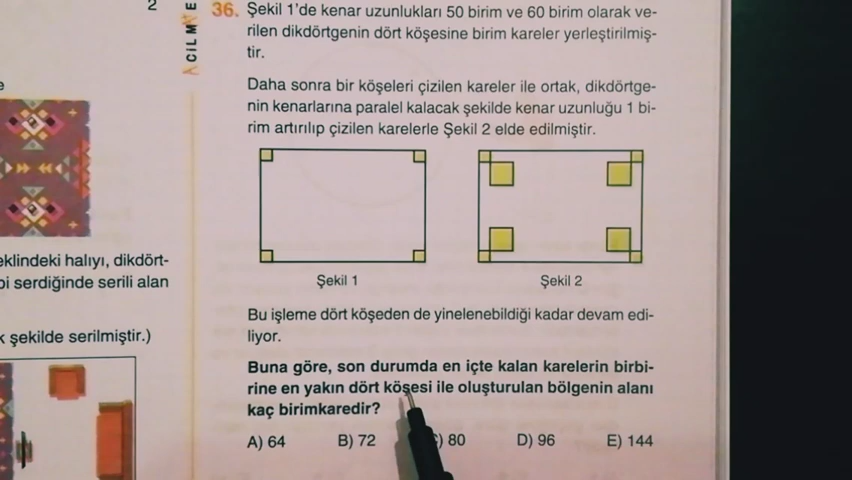 2
ACİLM
E
36. Şekil 1'de kenar uzunlukları 50 birim ve 60 birim olarak ve-
rilen dikdörtgenin dört köşesine birim kareler yerleştirilmiş-
tir.
Daha sonra bir köşeleri çizilen kareler ile ortak, dikdörtge-
nin kenarlarına paralel kalacak şekilde kenar uzunluğu 1 bi-
rim artırılıp çizilen karelerle Şekil 2 elde edilmiştir.
Şekil 1
Şekil 2
Bu işleme dört köşeden de yinelenebildiği kadar devam edi-
liyor.
Buna göre, son durumda en içte kalan karelerin birbi-
rine en yakın dört köşesi ile oluşturulan bölgenin alanı
kaç birimkaredir?
A) 64 B) 72 ) 80 D) 96 E) 144
e
eklindeki halıyı, dikdört-
bi serdiğinde serili alan
k şekilde serilmiştir.)